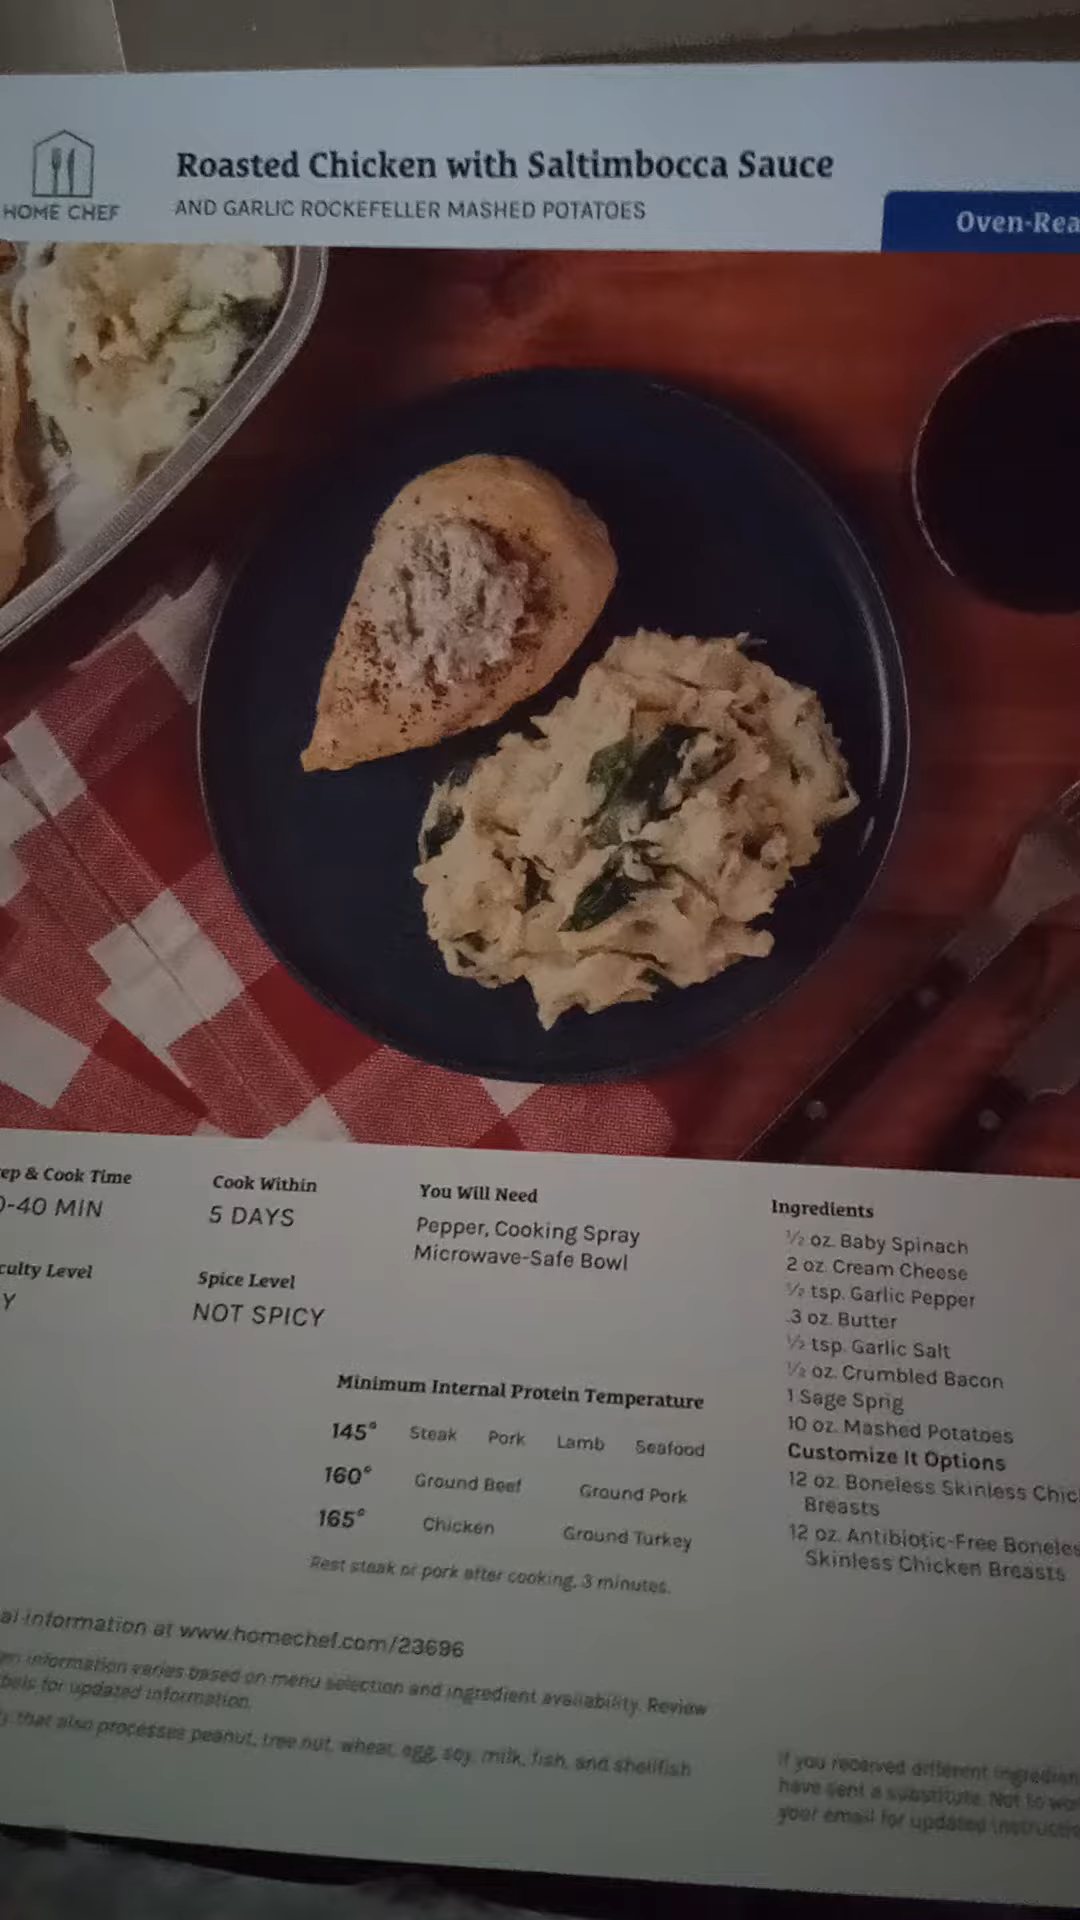 Roasted Chicken with Saltimbocca Sauce
HOME CHEF
AND GARLIC ROCKEFELLER MASHED POTATOES
Oven-Rea
ep & Cook Time
0-40 MIN
Cook Within
5 DAYS
culty Level
Y
Spice Level
NOT SPICY
You Will Need
Pepper, Cooking Spray
Microwave-Safe Bowl
Minimum Internal Protein Temperature
145° Steak Pork Lamb Seafood
160° Ground Beef Ground Pork
165° Chicken Ground Turkey
Rest steak or pork after cooking, 3 minutes.
Ingredients
½ oz. Baby Spinach
2 oz. Cream Cheese
½ tsp. Garlic Pepper
.3 oz. Butter
½ tsp. Garlic Salt
½ oz. Crumbled Bacon
1 Sage Sprig
10 oz. Mashed Potatoes
Customize It Options
12 oz. Boneless Skinless Chic
Breasts
12 oz. Antibiotic-Free Boneles
Skinless Chicken Breasts
al information at www.homechef.com/23696
en information varies based on menu selection and ingredient availability. Review
bels for updated information.
y that also processes peanut, tree nut, wheat, egg, soy, milk, fish, and shellfish
If you received different ingredien
have sent a substitute. Not to wor
your email for updated instructio